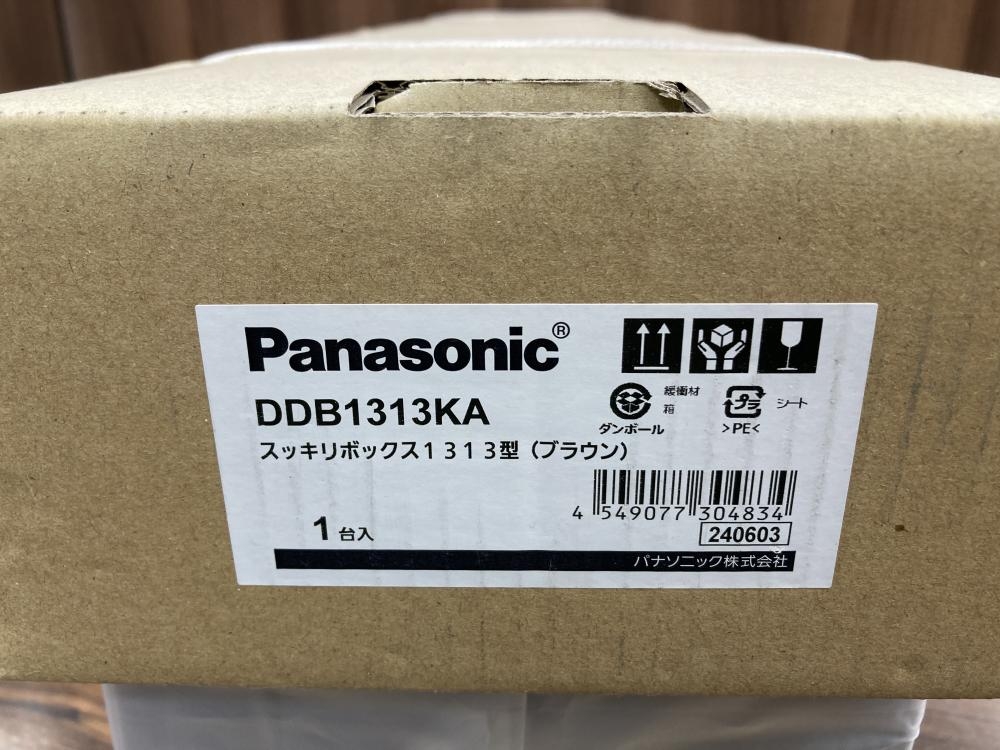 Panasonic®
DDB1313KA
スッキリボックス１３１３型（ブラウン）
緩衝材
箱
ダンボール
プラ
シート
>PE<
1台入
4 549077 304834
240603
パナソニック株式会社